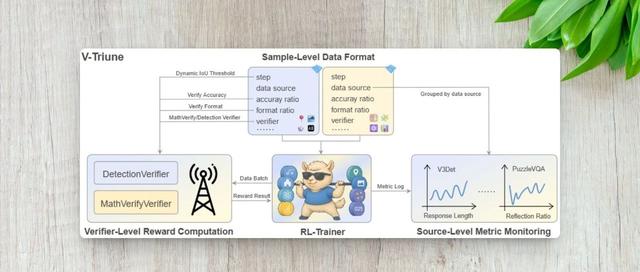 V-Triune
Sample-Level Data Format
Dynamic IoU Threshold
Verify Accuracy
Verify Format
MathVerify/Detection Verifier
step
data source
accuray ratio
format ratio
verifier
......
step
data source
accuray ratio
format ratio
verifier
......
Grouped by data source
DetectionVerifier
MathVerifyVerifier
Data Batch
Reward Result
Metric Log
V3Det
Response Length
......
PuzzleVQA
Reflection Ratio
Verifier-Level Reward Computation
RL-Trainer
Source-Level Metric Monitoring